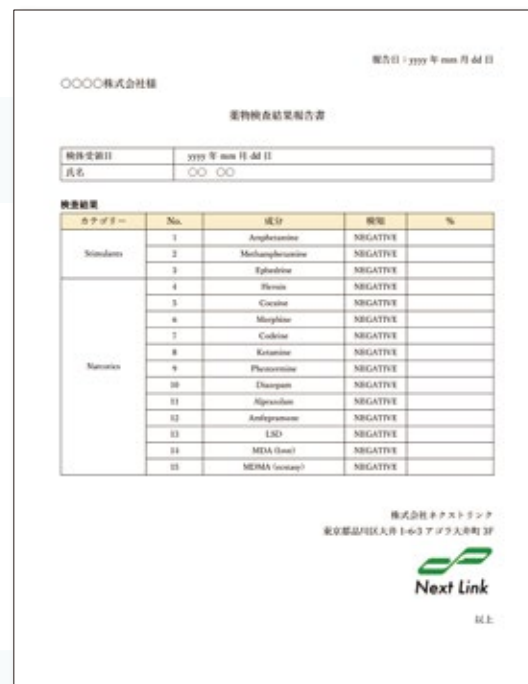 報告日：yyyy 年 mm 月 dd 日
〇〇〇〇株式会社様
薬物検査結果報告書
検体受領日 yyyy 年 mm 月 dd 日
氏名 〇〇 〇〇
検査結果
カテゴリー No. 成分 検知 %
Stimulants
1 Amphetamine NEGATIVE
2 Methamphetamine NEGATIVE
3 Ephedrine NEGATIVE
Narcotics
4 Heroin NEGATIVE
5 Cocaine NEGATIVE
6 Morphine NEGATIVE
7 Codeine NEGATIVE
8 Ketamine NEGATIVE
9 Phentermine NEGATIVE
10 Diazepam NEGATIVE
11 Alprazolam NEGATIVE
12 Amfepramone NEGATIVE
13 LSD NEGATIVE
14 MDA (love) NEGATIVE
15 MDMA (ecstasy) NEGATIVE
株式会社ネクストリンク
東京都品川区大井 1-6-3 アゴラ大井町 3F
Next Link
以上